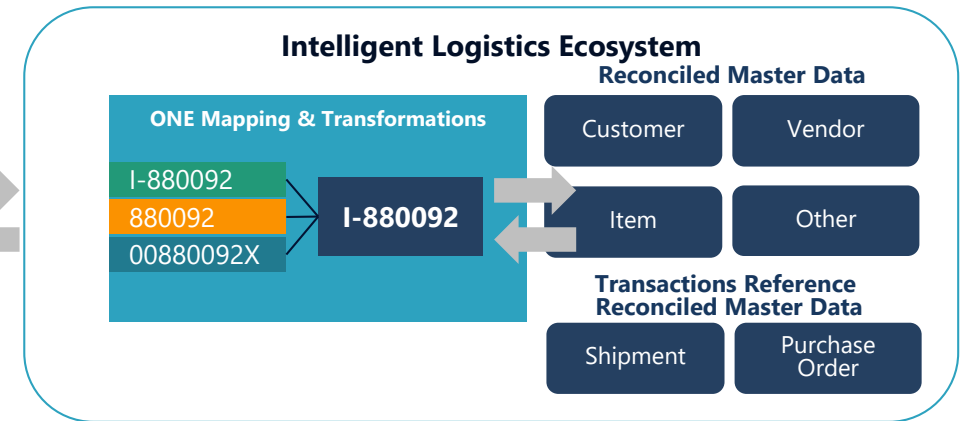 Intelligent Logistics Ecosystem
ONE Mapping & Transformations
I-880092
880092
00880092X
I-880092
Reconciled Master Data
Customer
Vendor
Item
Other
Transactions Reference
Reconciled Master Data
Shipment
Purchase
Order